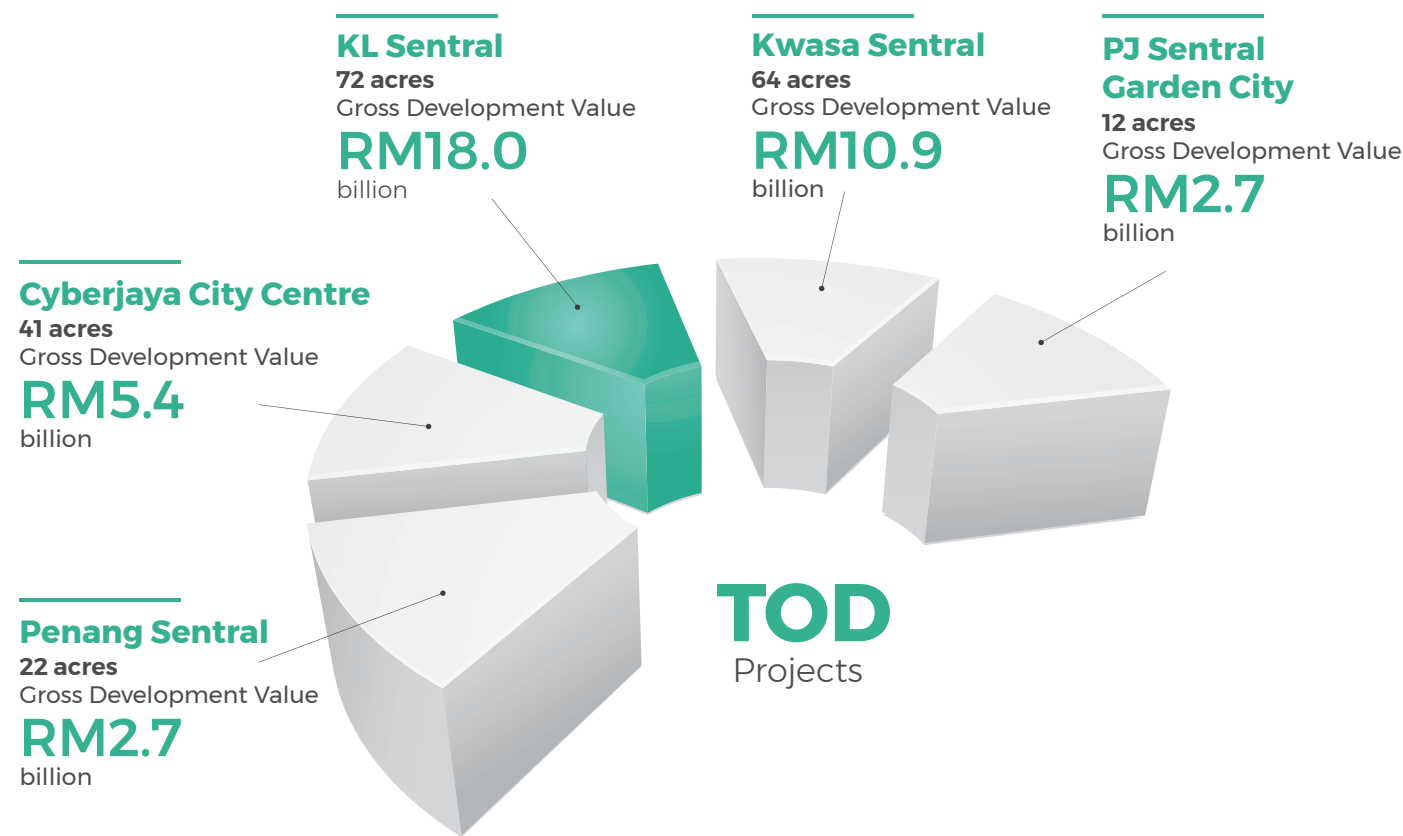 KL Sentral
72 acres
Gross Development Value
RM18.0
billion
Kwasa Sentral
64 acres
Gross Development Value
RM10.9
billion
PJ Sentral
Garden City
12 acres
Gross Development Value
RM2.7
billion
Cyberjaya City Centre
41 acres
Gross Development Value
RM5.4
billion
Penang Sentral
22 acres
Gross Development Value
RM2.7
billion
TOD
Projects